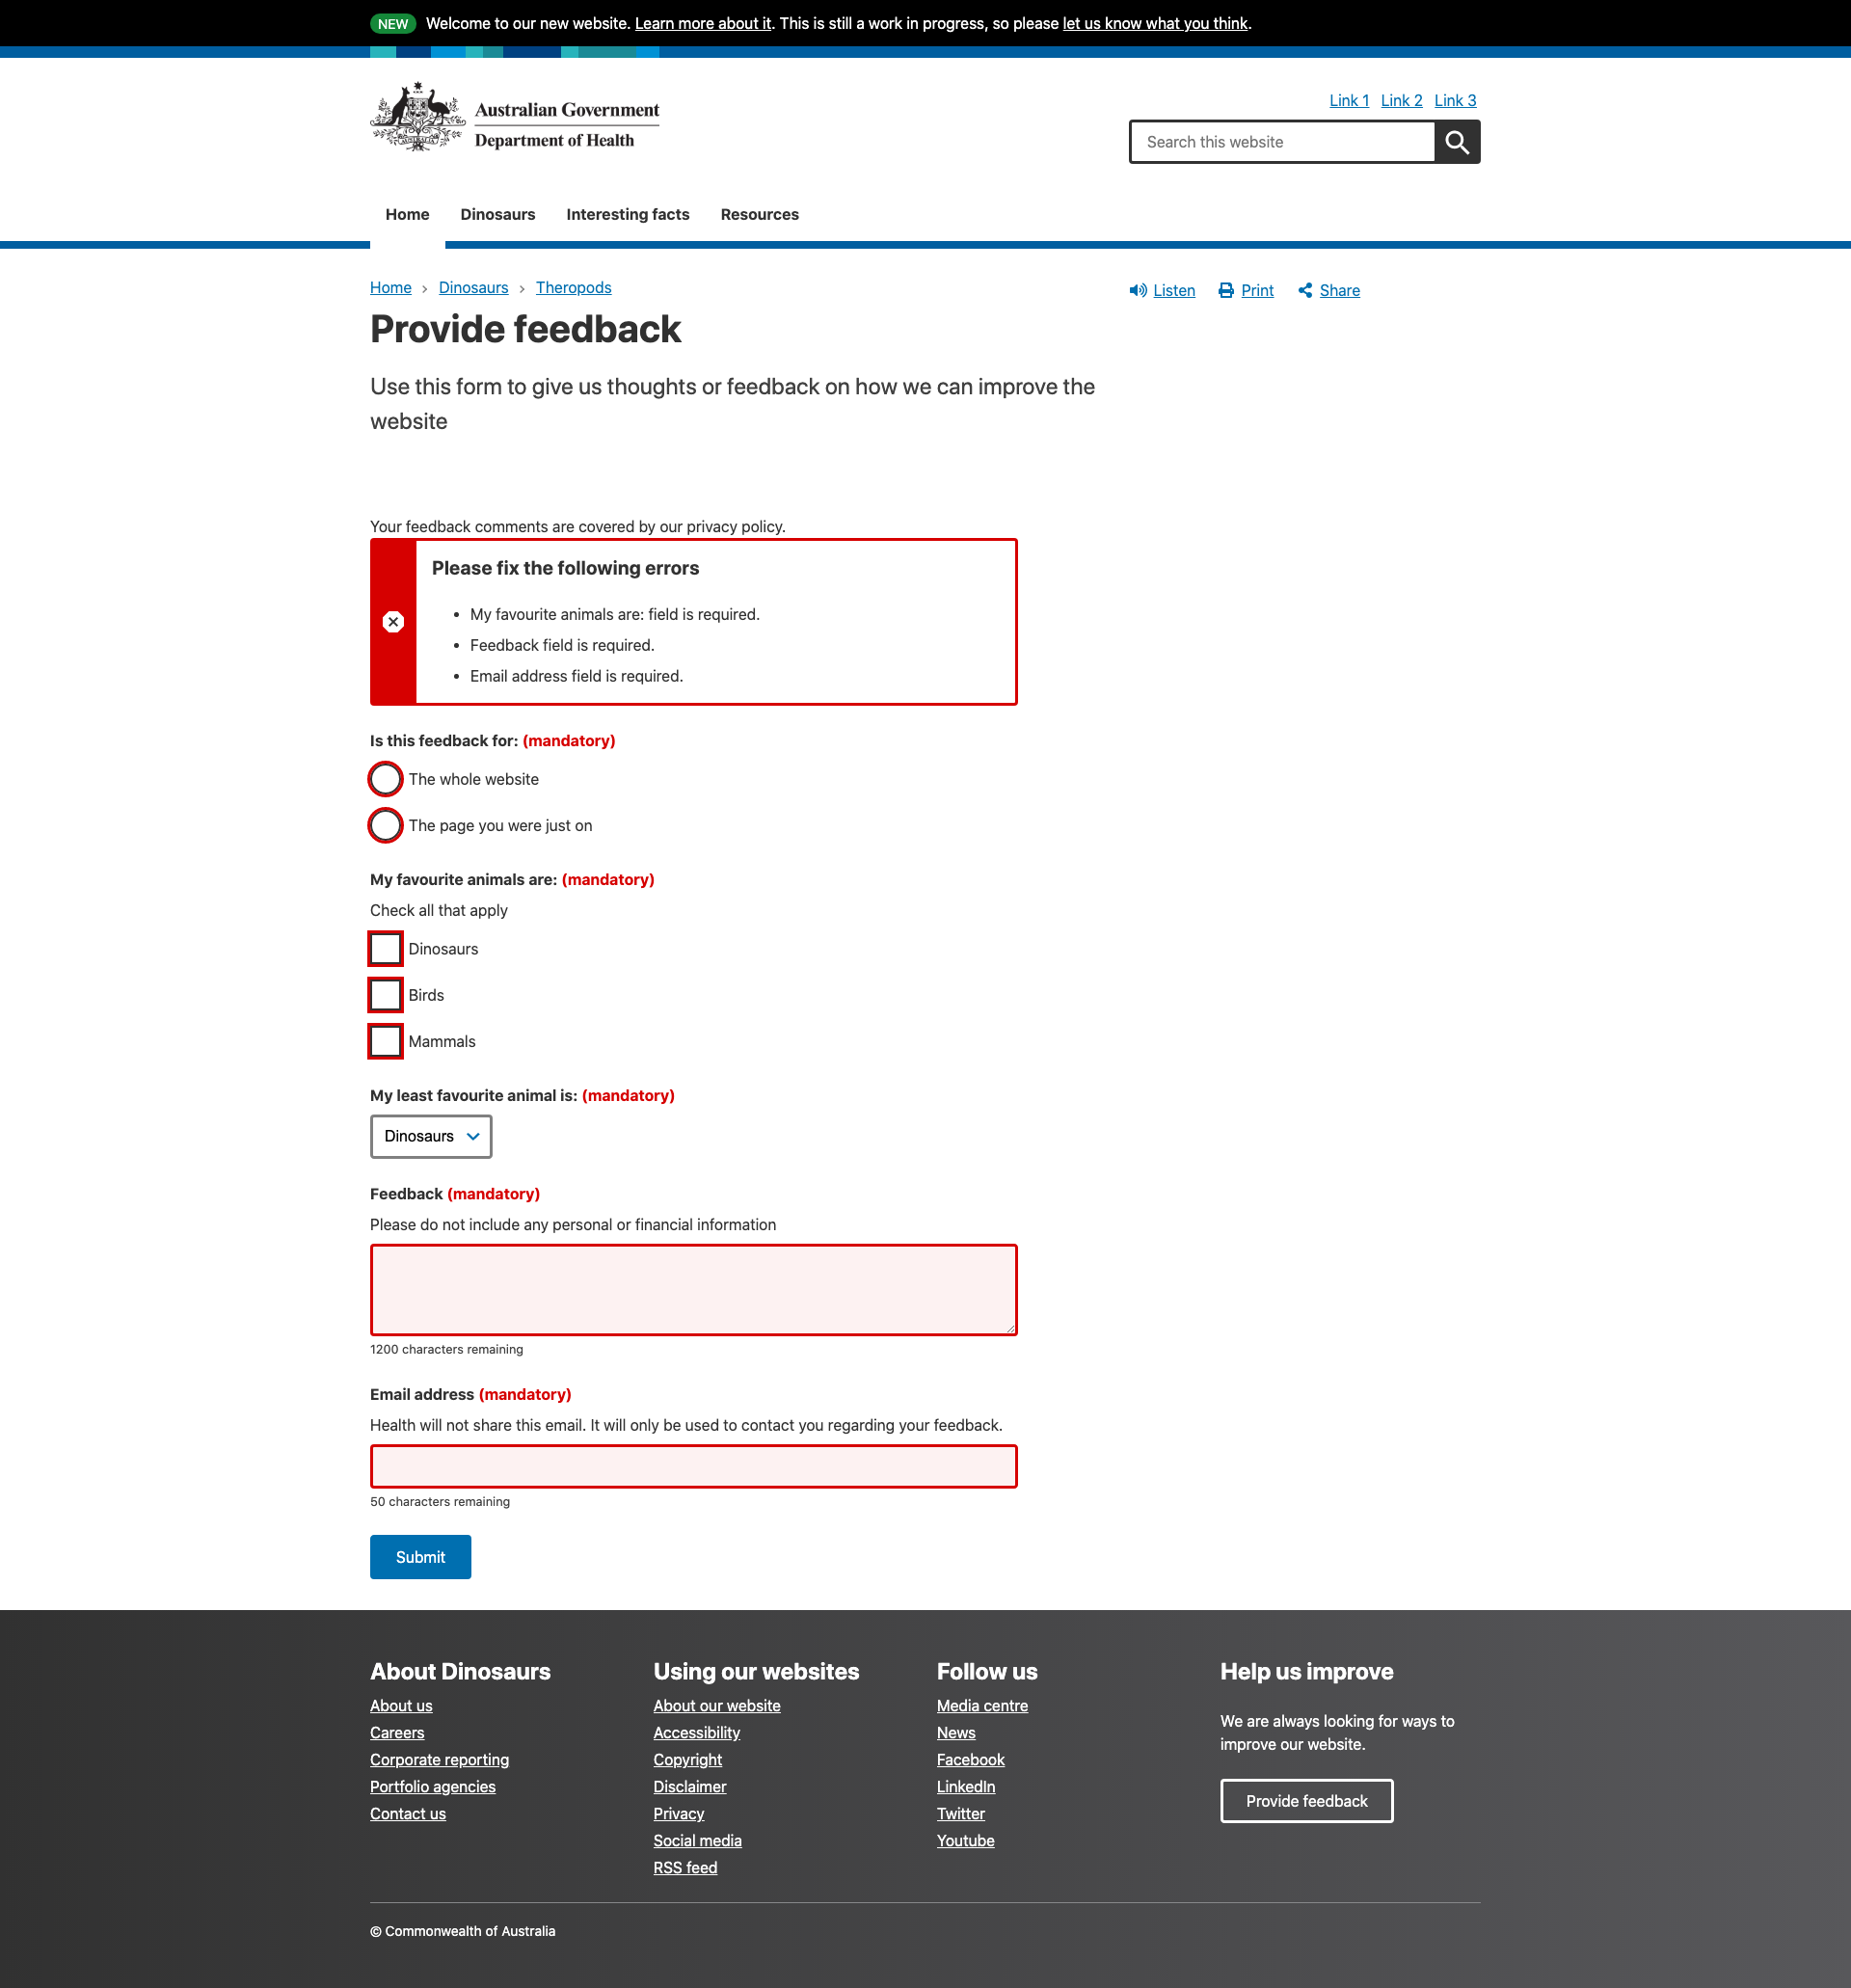 NEW Welcome to our new website. Learn more about it. This is still a work in progress, so please let us know what you think.
Australian Government
Department of Health
Link 1 Link 2 Link 3
Search this website
Home Dinosaurs Interesting facts Resources
Home › Dinosaurs › Theropods
Listen Print Share
Provide feedback
Use this form to give us thoughts or feedback on how we can improve the
website
Your feedback comments are covered by our privacy policy.
Please fix the following errors
• My favourite animals are: field is required.
• Feedback field is required.
• Email address field is required.
Is this feedback for: (mandatory)
The whole website
The page you were just on
My favourite animals are: (mandatory)
Check all that apply
Dinosaurs
Birds
Mammals
My least favourite animal is: (mandatory)
Dinosaurs
Feedback (mandatory)
Please do not include any personal or financial information
1200 characters remaining
Email address (mandatory)
Health will not share this email. It will only be used to contact you regarding your feedback.
50 characters remaining
Submit
About Dinosaurs
About us
Careers
Corporate reporting
Portfolio agencies
Contact us
Using our websites
About our website
Accessibility
Copyright
Disclaimer
Privacy
Social media
RSS feed
Follow us
Media centre
News
Facebook
LinkedIn
Twitter
Youtube
Help us improve
We are always looking for ways to
improve our website.
Provide feedback
© Commonwealth of Australia